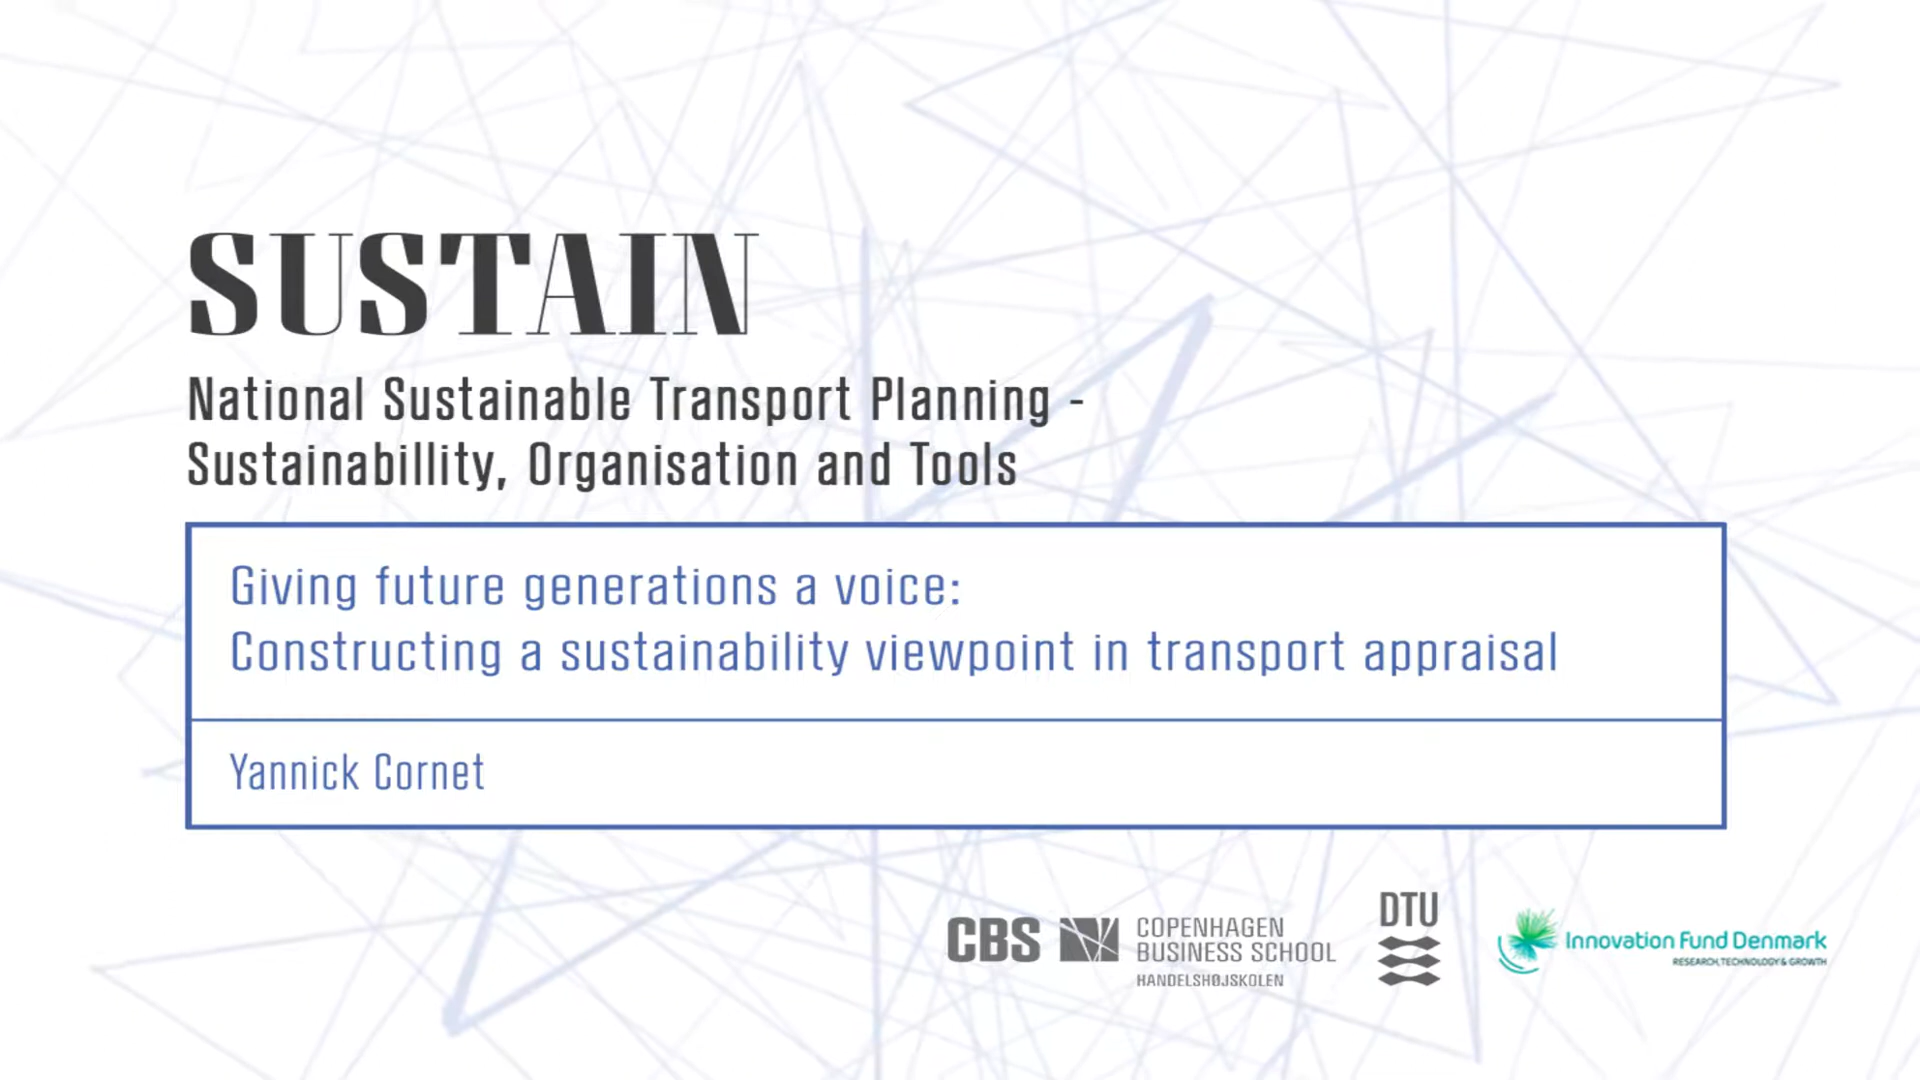 SUSTAIN
National Sustainable Transport Planning -
Sustainabillity, Organisation and Tools
Giving future generations a voice:
Constructing a sustainability viewpoint in transport appraisal
Yannick Cornet
CBS COPENHAGEN
BUSINESS SCHOOL
HANDELSHØJSKOLEN
DTU
Innovation Fund Denmark
RESEARCH, TECHNOLOGY & GROWTH